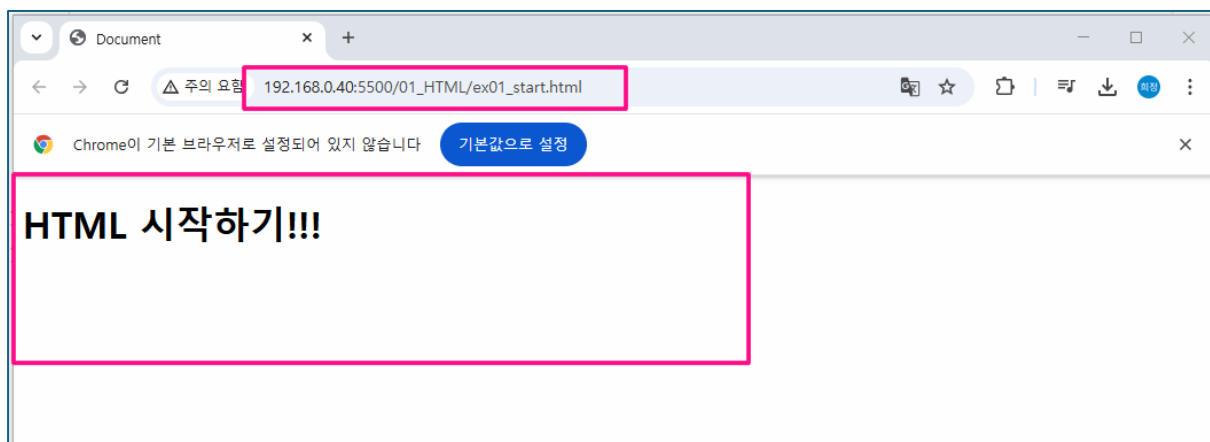 Document
주의 요함 192.168.0.40:5500/01_HTML/ex01_start.html 희정
Chrome이 기본 브라우저로 설정되어 있지 않습니다 기본값으로 설정
HTML 시작하기!!!